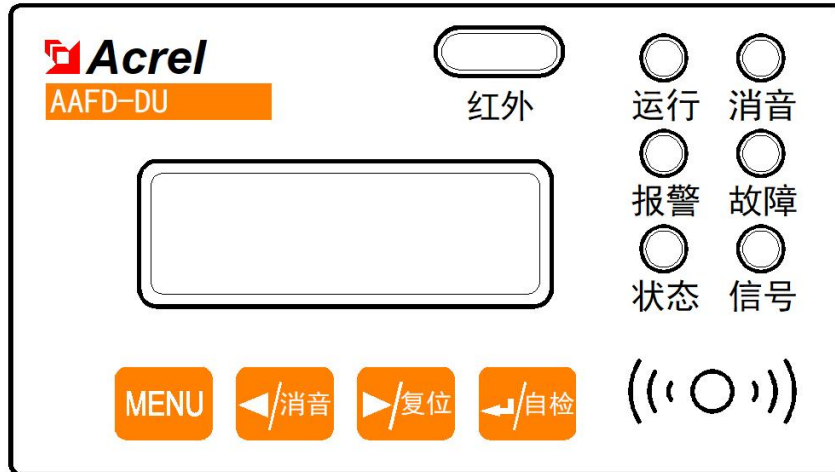 Acrel
AAFD-DU
红外
运行 消音
报警 故障
状态 信号
MENU ◀/消音 ▶/复位 ↵/自检